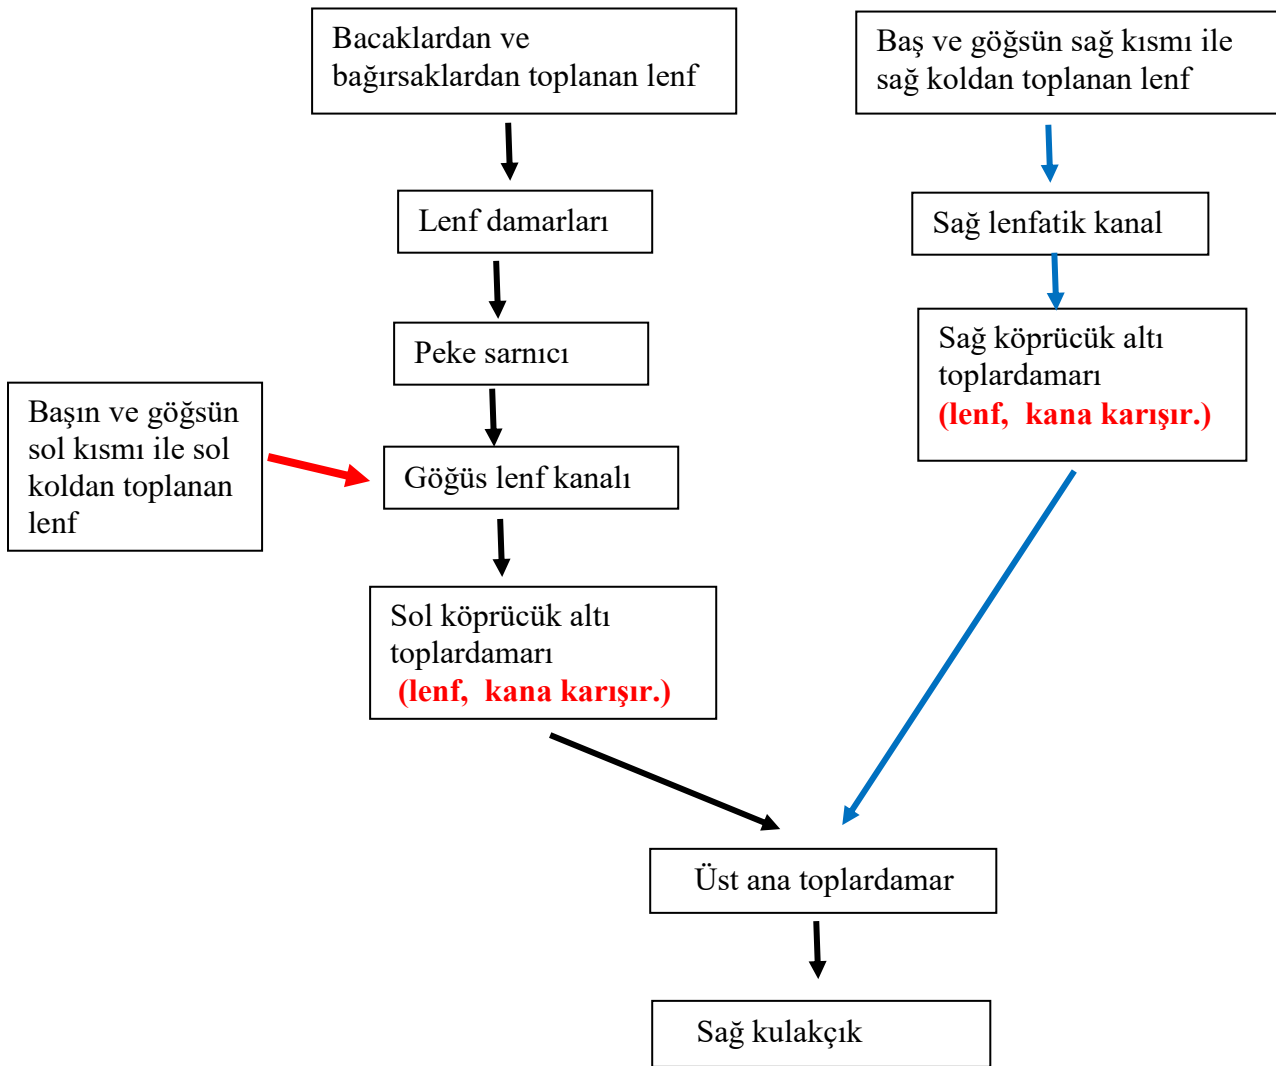 Bacaklardan ve
bağırsaklardan toplanan lenf
Baş ve göğsün sağ kısmı ile
sağ koldan toplanan lenf
Lenf damarları
Sağ lenfatik kanal
Peke sarnıcı
Sağ köprücük altı
toplardamarı
(lenf, kana karışır.)
Başın ve göğsün
sol kısmı ile sol
koldan toplanan
lenf
Göğüs lenf kanalı
Sol köprücük altı
toplardamarı
(lenf, kana karışır.)
Üst ana toplardamar
Sağ kulakçık